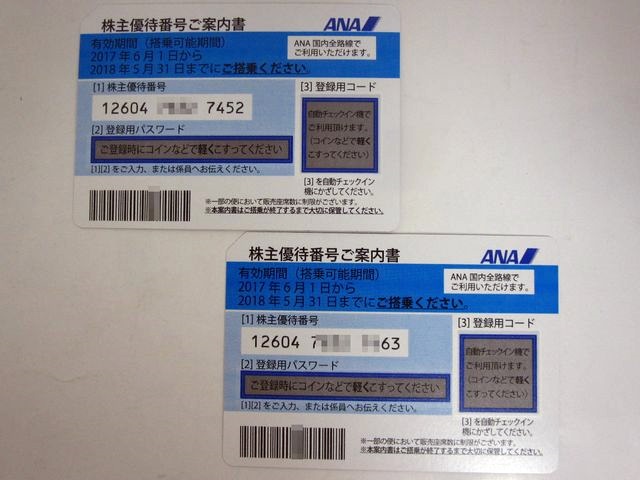 株主優待番号ご案内書
ANA
有効期間（搭乗可能期間）
2017年6月1日から
2018年5月31日までにご搭乗ください。
ANA 国内全路線で
ご利用いただけます。
[1] 株主優待番号
12604 7452
[2] 登録用パスワード
ご登録時にコインなどで軽くこすってください
[1][2]をご入力、または係員へお伝えください。
[3] 登録用コード
自動チェックイン機で
ご利用頂けます。
（コインなどで軽く
こすってください）
[3]を自動チェックイン
機にかざしてください。
※一部の便において販売座席数に制限がございます。
※本案内書はご搭乗が終了するまで大切に保管してください。
株主優待番号ご案内書
ANA
有効期間（搭乗可能期間）
2017年6月1日から
2018年5月31日までにご搭乗ください。
ANA 国内全路線で
ご利用いただけます。
[1] 株主優待番号
12604 7 63
[2] 登録用パスワード
ご登録時にコインなどで軽くこすってください
[1][2]をご入力、または係員へお伝えください。
[3] 登録用コード
自動チェックイン機で
ご利用頂けます。
（コインなどで軽く
こすってください）
[3]を自動チェックイン
機にかざしてください。
※一部の便において販売座席数に制限がございます。
※本案内書はご搭乗が終了するまで大切に保管してください。